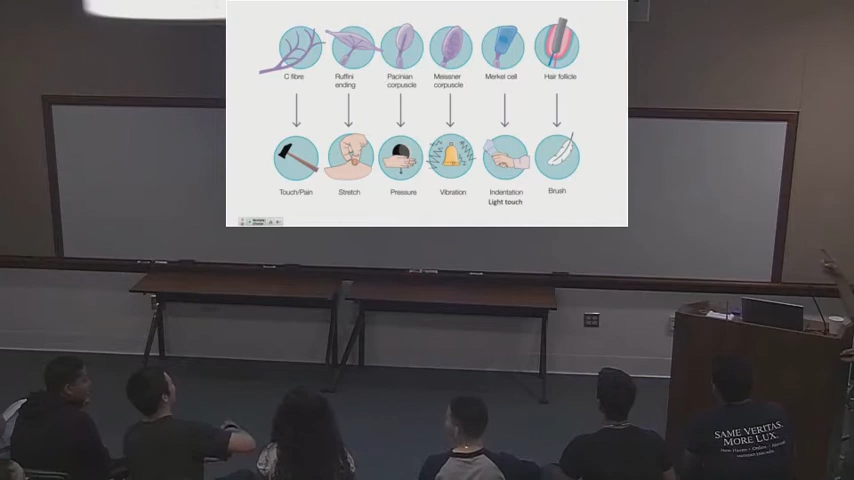 C fibre
Ruffini
ending
Pacinian
corpuscle
Meissner
corpuscle
Merkel cell
Hair follicle
Touch/Pain
Stretch
Pressure
Vibration
Indentation
Light touch
Brush
SAME VERITAS.
MORE LUX.